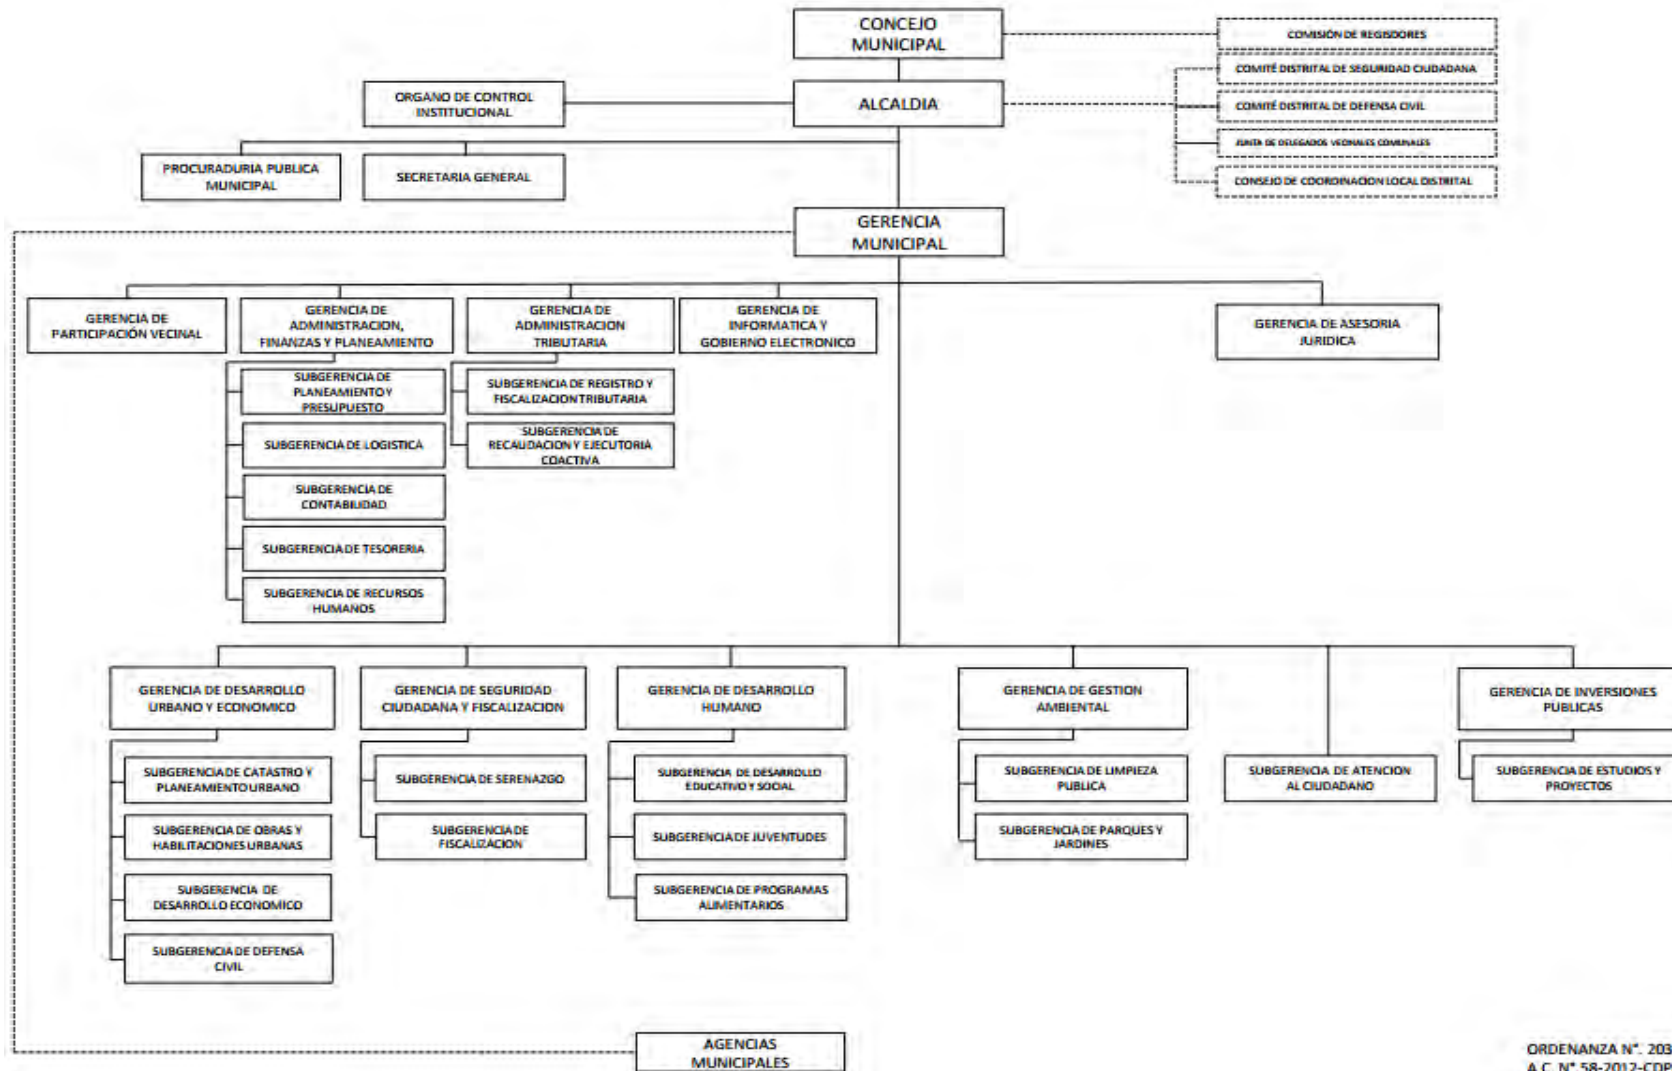 CONCEJO
MUNICIPAL
COMISIÓN DE REGISDORES
COMITÉ DISTRITAL DE SEGURIDAD CIUDADANA
ORGANO DE CONTROL
INSTITUCIONAL
ALCALDIA
COMITÉ DISTRITAL DE DEFENSA CIVIL
JUNTA DE DELEGADOS VECINALES COMUNALES
PROCURADURIA PUBLICA
MUNICIPAL
SECRETARIA GENERAL
CONSEJO DE COORDINACION LOCAL DISTRITAL
GERENCIA
MUNICIPAL
GERENCIA DE
PARTICIPACIÓN VECINAL
GERENCIA DE
ADMINISTRACION,
FINANZAS Y PLANEAMIENTO
GERENCIA DE
ADMINISTRACION
TRIBUTARIA
GERENCIA DE
INFORMATICA Y
GOBIERNO ELECTRONICO
GERENCIA DE ASESORIA
JURIDICA
SUBGERENCIA DE
PLANEAMIENTO Y
PRESUPUESTO
SUBGERENCIA DE REGISTRO Y
FISCALIZACION TRIBUTARIA
SUBGERENCIA DE LOGISTICA
SUBGERENCIA DE
RECAUDACION Y EJECUTORIA
COACTIVA
SUBGERENCIA DE
CONTABILIDAD
SUBGERENCIA DE TESORERIA
SUBGERENCIA DE RECURSOS
HUMANOS
GERENCIA DE DESARROLLO
URBANO Y ECONOMICO
GERENCIA DE SEGURIDAD
CIUDADANA Y FISCALIZACION
GERENCIA DE DESARROLLO
HUMANO
GERENCIA DE GESTION
AMBIENTAL
GERENCIA DE INVERSIONES
PUBLICAS
SUBGERENCIA DE CATASTRO Y
PLANEAMIENTO URBANO
SUBGERENCIA DE SERENAZGO
SUBGERENCIA DE DESARROLLO
EDUCATIVO Y SOCIAL
SUBGERENCIA DE LIMPIEZA
PUBLICA
SUBGERENCIA DE ATENCION
AL CIUDADANO
SUBGERENCIA DE ESTUDIOS Y
PROYECTOS
SUBGERENCIA DE OBRAS Y
HABILITACIONES URBANAS
SUBGERENCIA DE
FISCALIZACION
SUBGERENCIA DE JUVENTUDES
SUBGERENCIA DE PARQUES Y
JARDINES
SUBGERENCIA DE
DESARROLLO ECONOMICO
SUBGERENCIA DE PROGRAMAS
ALIMENTARIOS
SUBGERENCIA DE DEFENSA
CIVIL
AGENCIAS
MUNICIPALES
ORDENANZA N°. 203
A.C. N° 58-2012-CDP